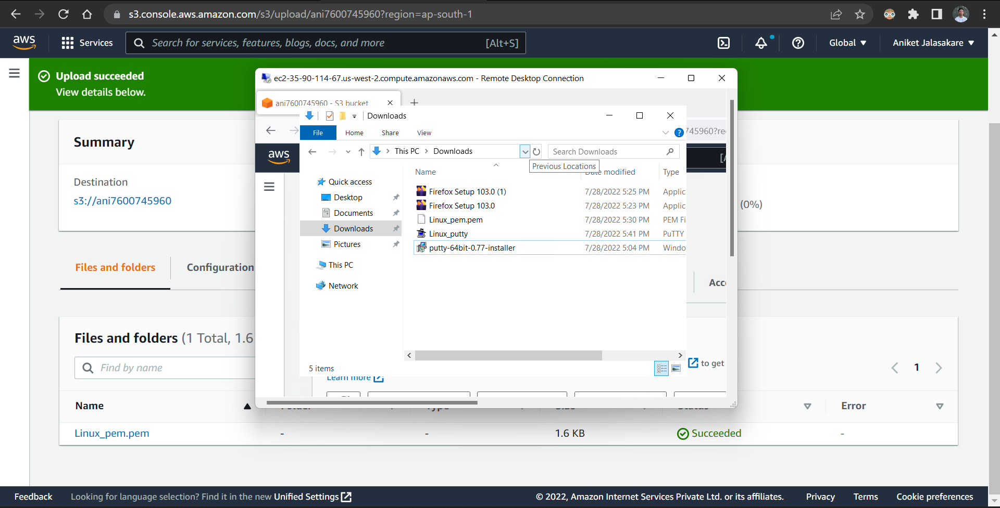 s3.console.aws.amazon.com/s3/upload/ani7600745960?region=ap-south-1
aws
Services
Search for services, features, blogs, docs, and more
[Alt+S]
Global
Aniket Jalasakare
Upload succeeded
View details below.
Summary
Destination
s3://ani7600745960
(0%)
Files and folders
Configuration
Files and folders (1 Total, 1.6
Find by name
1
Name
Error
Linux_pem.pem
-
-
1.6 KB
Succeeded
-
ec2-35-90-114-67.us-west-2.compute.amazonaws.com - Remote Desktop Connection
ani7600745960 - S3 bucket
745960?re
aws
Downloads
File
Home
Share
View
This PC
Downloads
Search Downloads
Previous Locations
Name
Date modified
Type
Quick access
Desktop
Documents
Downloads
Pictures
This PC
Network
Firefox Setup 103.0 (1)
7/28/2022 5:25 PM
Applic
Firefox Setup 103.0
7/28/2022 5:23 PM
Applic
Linux_pem.pem
7/28/2022 5:30 PM
PEM Fi
Linux_putty
7/28/2022 5:41 PM
PuTTY
putty-64bit-0.77-installer
7/28/2022 5:04 PM
Windo
5 items
Acce
to get
Learn more
Feedback
Looking for language selection? Find it in the new Unified Settings
© 2022, Amazon Internet Services Private Ltd. or its affiliates.
Privacy
Terms
Cookie preferences